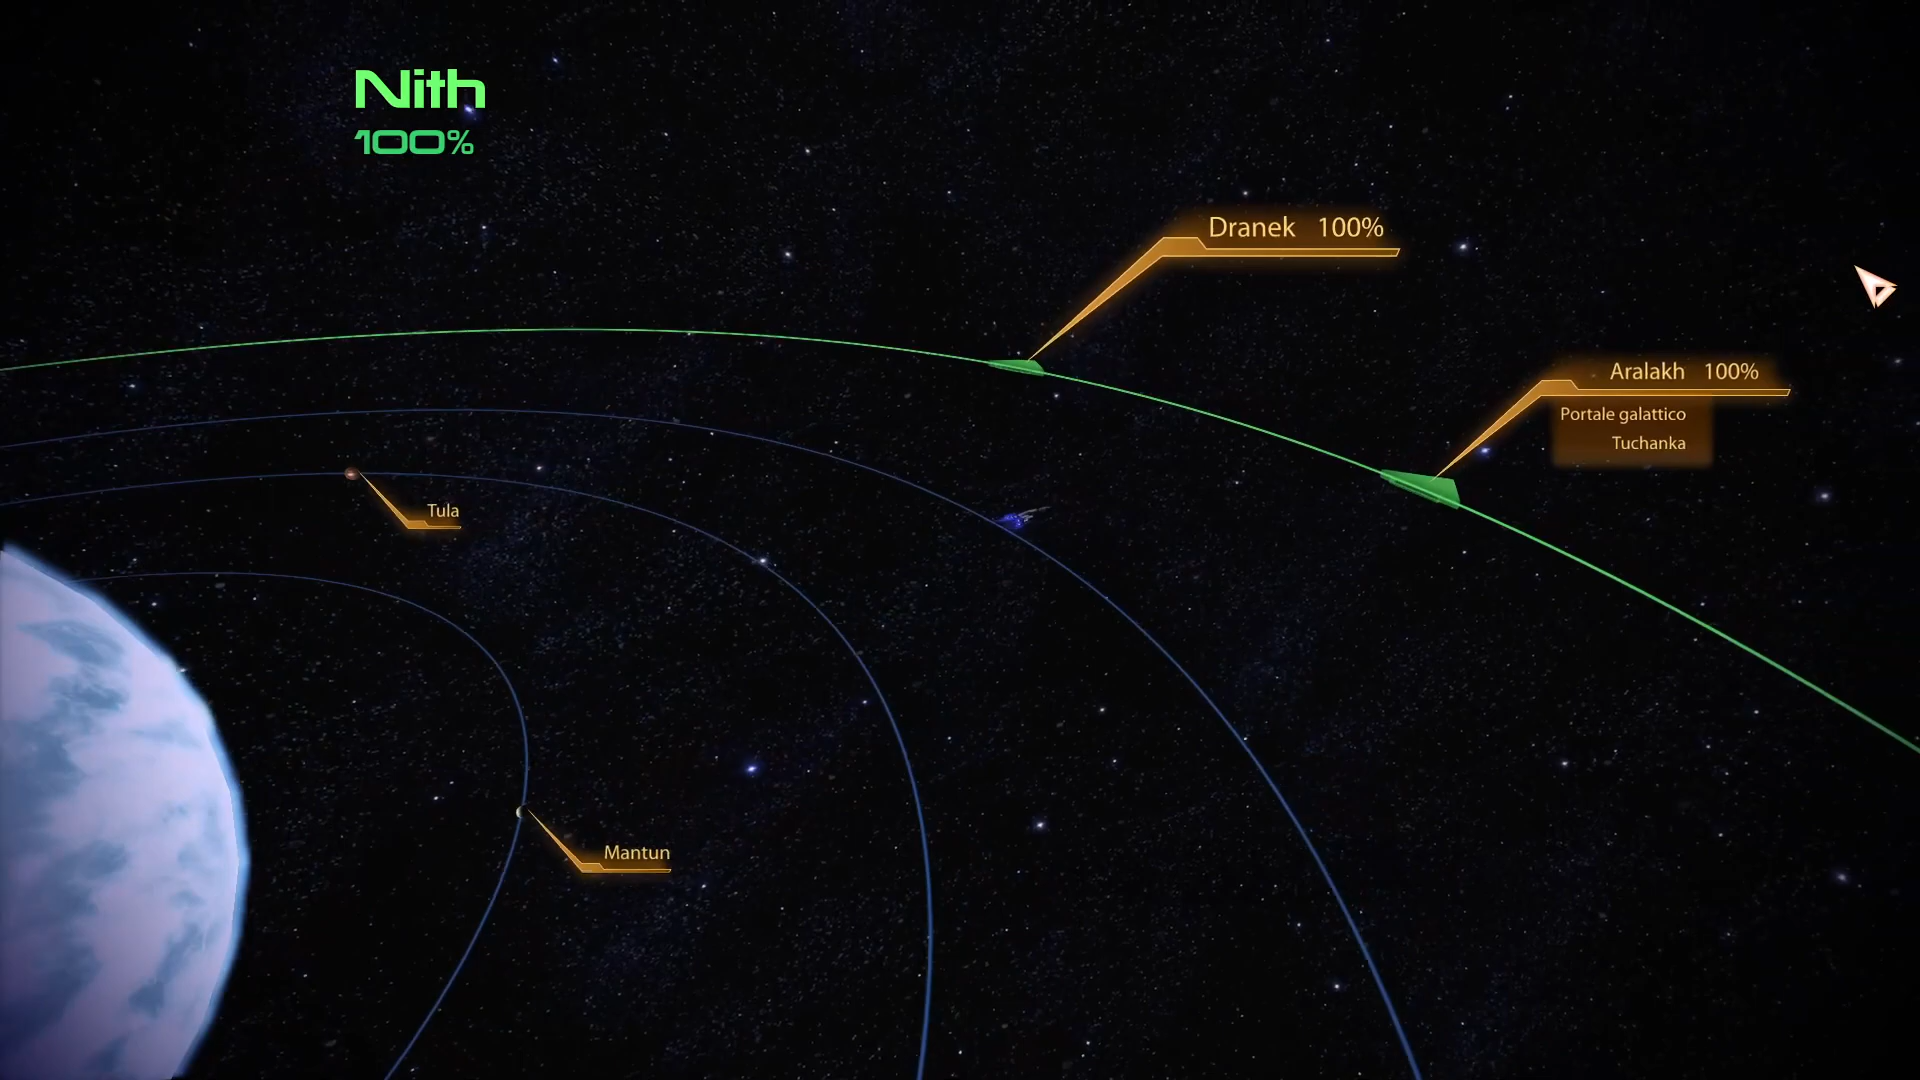 Nith
100%
Dranek 100%
Aralakh 100%
Portale galattico
Tuchanka
Tula
Mantun